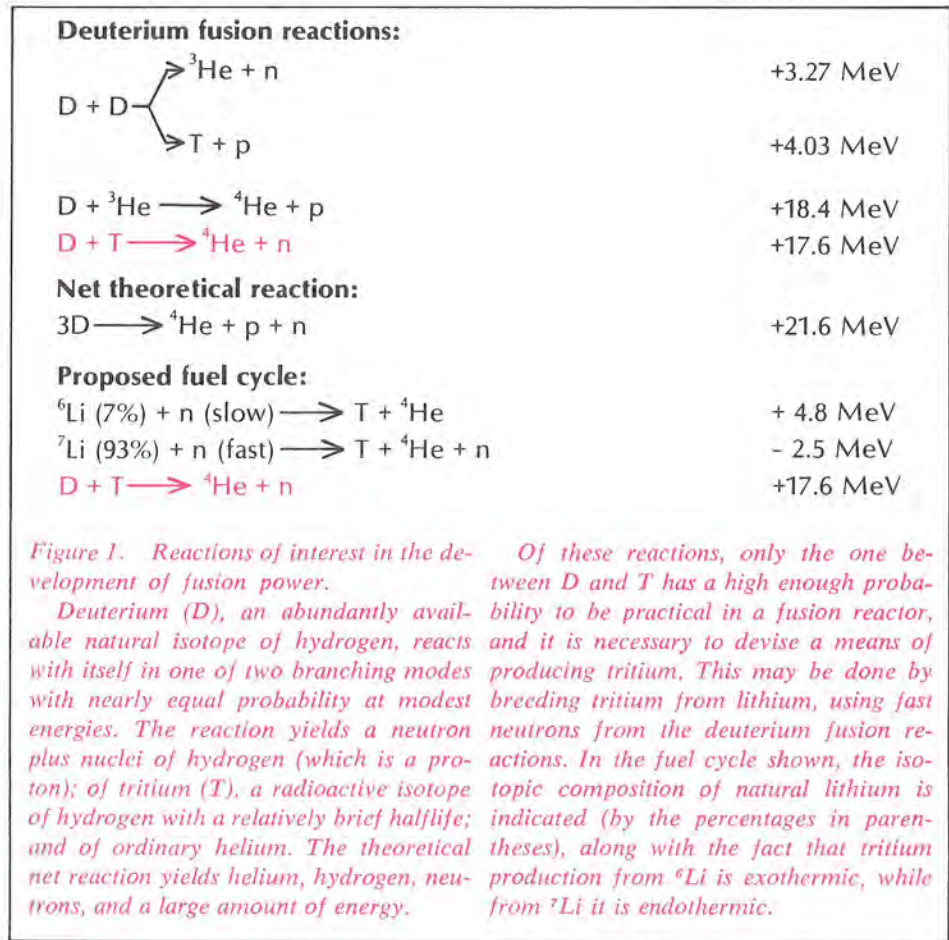 Deuterium fusion reactions:
³He + n +3.27 MeV
D + D
T + p +4.03 MeV
D + ³He ⟶ ⁴He + p +18.4 MeV
D + T ⟶ ⁴He + n +17.6 MeV
Net theoretical reaction:
3D ⟶ ⁴He + p + n +21.6 MeV
Proposed fuel cycle:
⁶Li (7%) + n (slow) ⟶ T + ⁴He + 4.8 MeV
⁷Li (93%) + n (fast) ⟶ T + ⁴He + n - 2.5 MeV
D + T ⟶ ⁴He + n +17.6 MeV
Figure 1. Reactions of interest in the de-
velopment of fusion power.
Deuterium (D), an abundantly avail-
able natural isotope of hydrogen, reacts
with itself in one of two branching modes
with nearly equal probability at modest
energies. The reaction yields a neutron
plus nuclei of hydrogen (which is a pro-
ton); of tritium (T), a radioactive isotope
of hydrogen with a relatively brief halflife;
and of ordinary helium. The theoretical
net reaction yields helium, hydrogen, neu-
trons, and a large amount of energy.
Of these reactions, only the one be-
tween D and T has a high enough proba-
bility to be practical in a fusion reactor,
and it is necessary to devise a means of
producing tritium. This may be done by
breeding tritium from lithium, using fast
neutrons from the deuterium fusion re-
actions. In the fuel cycle shown, the iso-
topic composition of natural lithium is
indicated (by the percentages in paren-
theses), along with the fact that tritium
production from ⁶Li is exothermic, while
from ⁷Li it is endothermic.